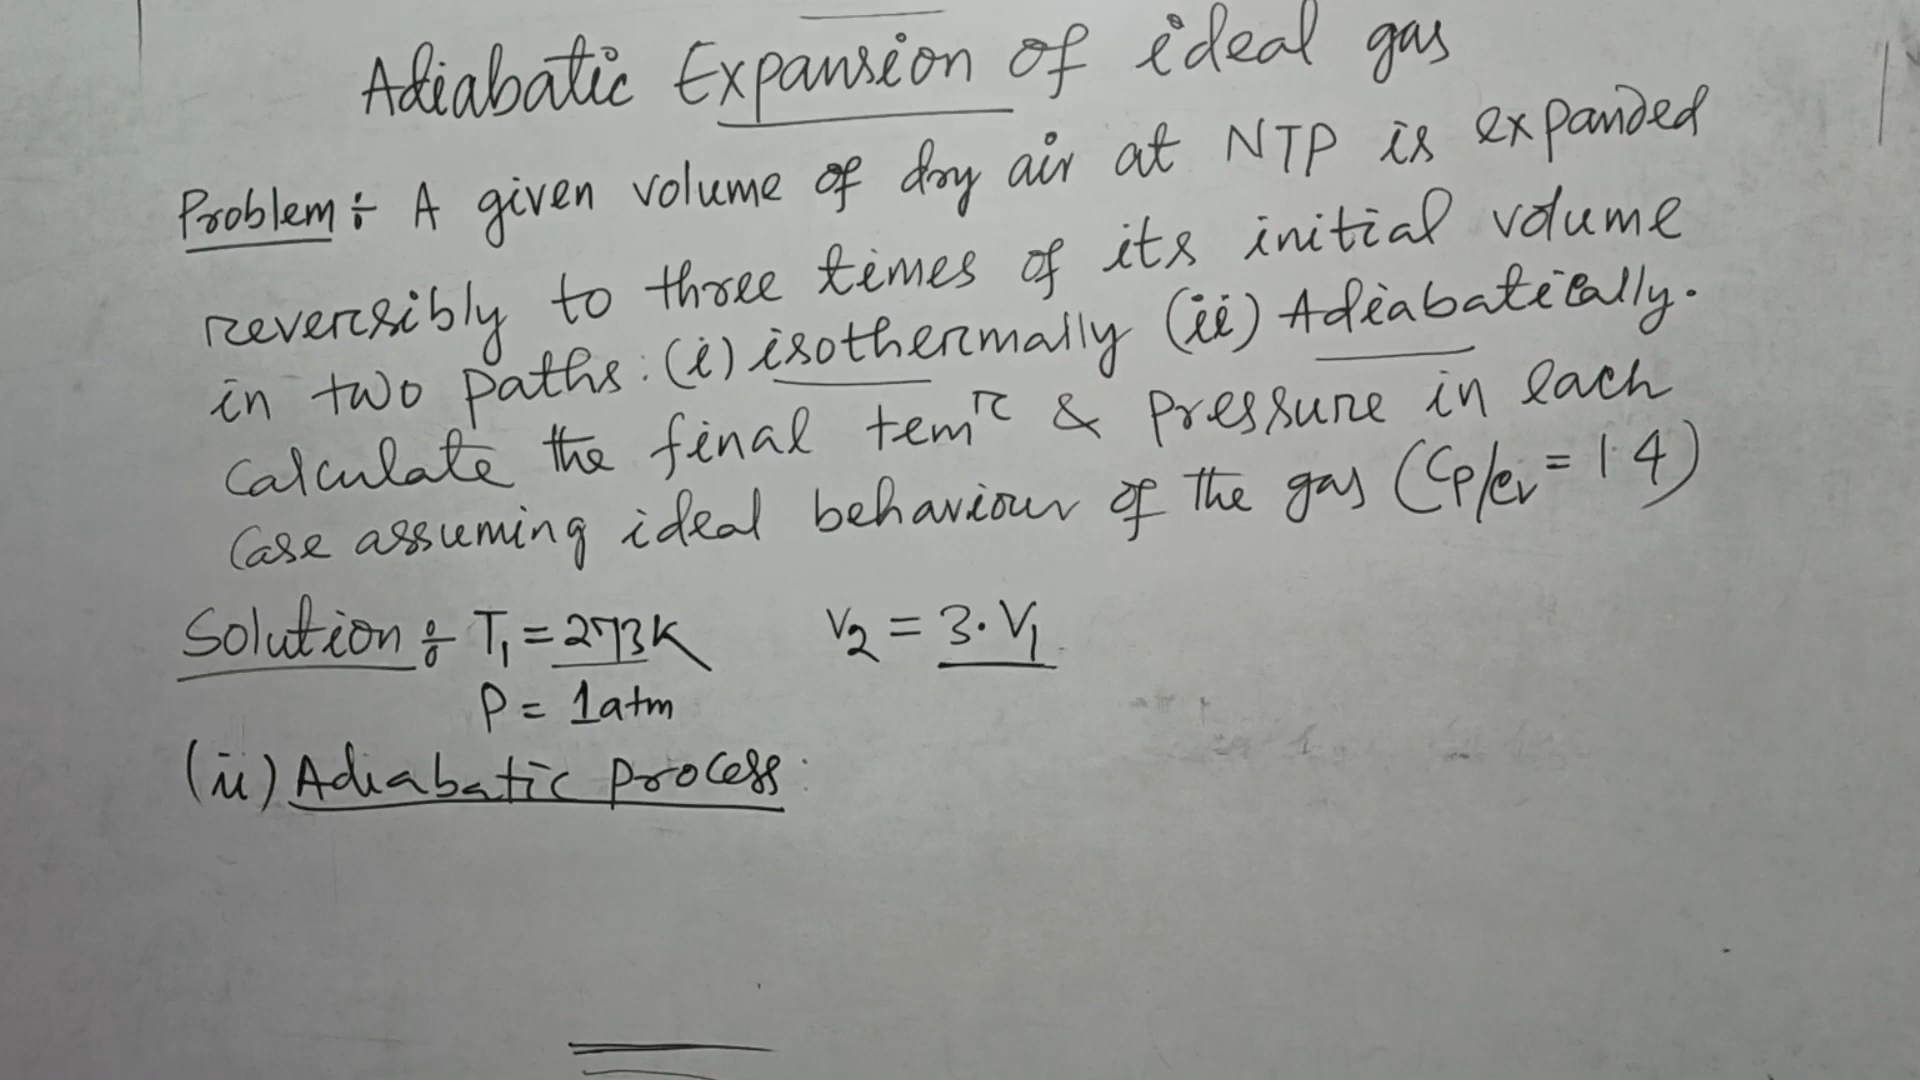 Adiabatic Expansion of ideal gas
Problem ÷ A given volume of dry air at NTP is expanded
reversibly to three times of its initial volume
in two paths: (i) isothermally (ii) Adiabatically.
Calculate the final temʳ & pressure in each
Case assuming ideal behaviour of the gas (Cp/Cv = 1.4)
Solution ÷ T₁ = 273K V₂ = 3·V₁
P = 1atm
(ii) Adiabatic process: